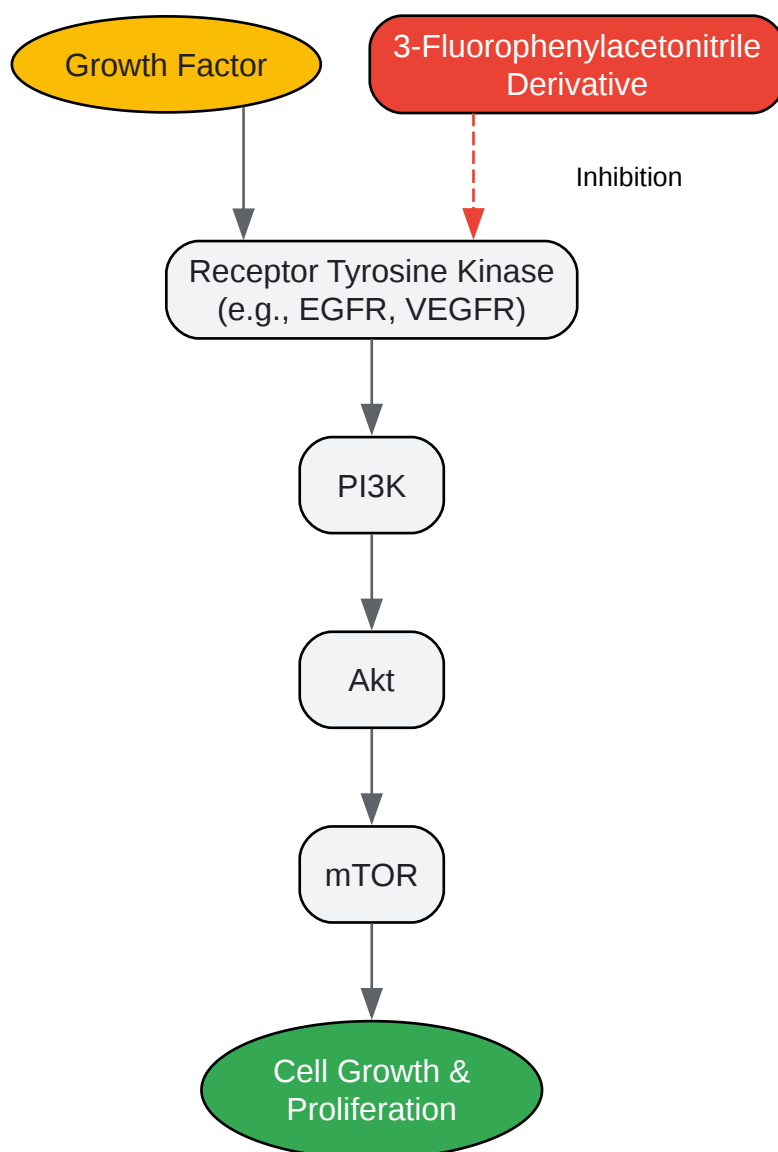 Growth Factor
3-Fluorophenylacetonitrile
Derivative
Inhibition
Receptor Tyrosine Kinase
(e.g., EGFR, VEGFR)
PI3K
Akt
mTOR
Cell Growth &
Proliferation